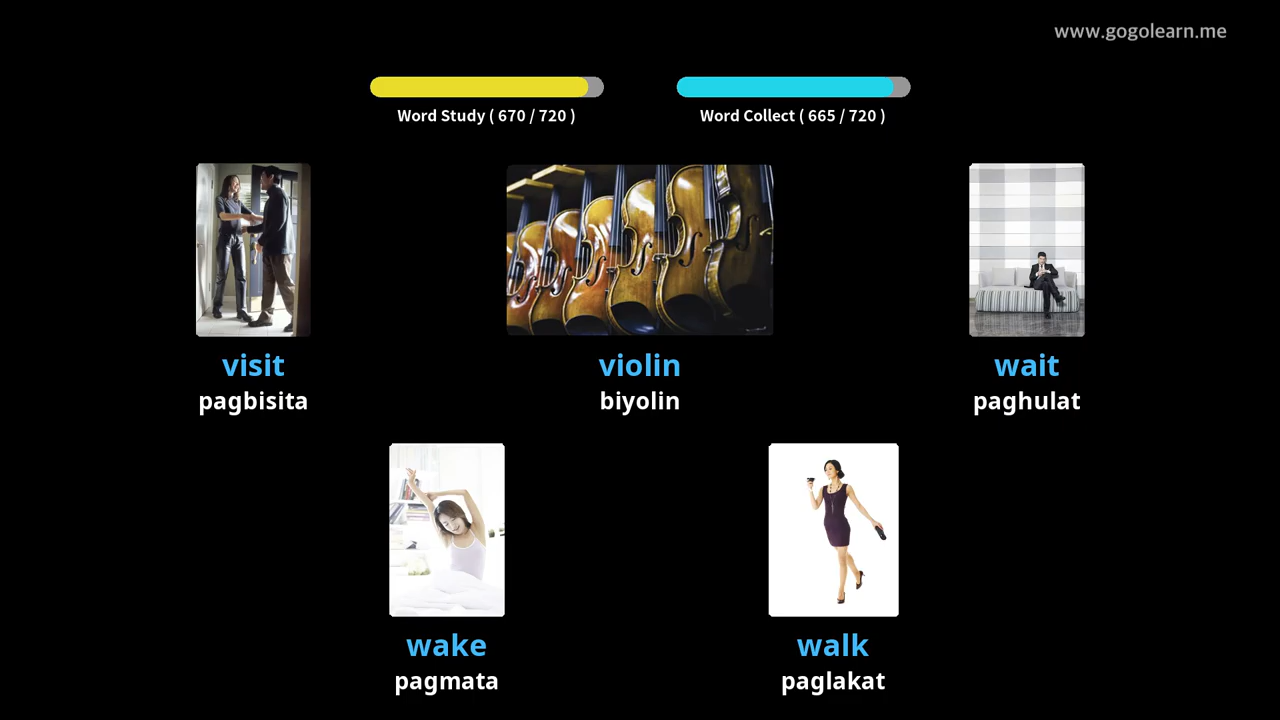 www.gogolearn.me
Word Study ( 670 / 720 )
Word Collect ( 665 / 720 )
visit
pagbisita
violin
biyolin
wait
paghulat
wake
pagmata
walk
paglakat